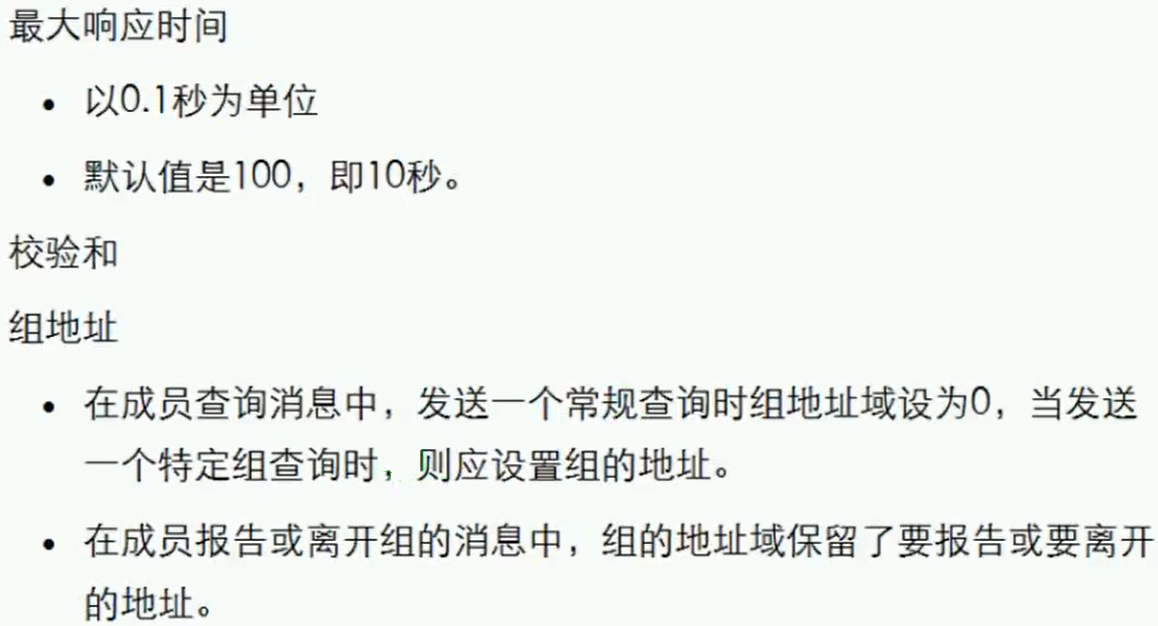 最大响应时间
• 以0.1秒为单位
• 默认值是100，即10秒。
校验和
组地址
• 在成员查询消息中，发送一个常规查询时组地址域设为0，当发送
一个特定组查询时，则应设置组的地址。
• 在成员报告或离开组的消息中，组的地址域保留了要报告或要离开
的地址。